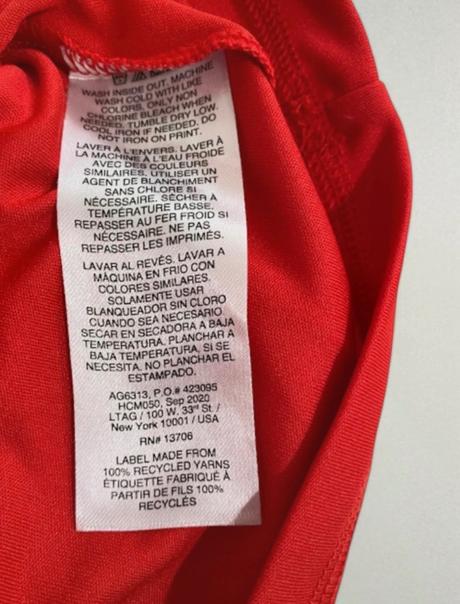 WASH INSIDE OUT. MACHINE
WASH COLD WITH LIKE
COLORS, ONLY NON
CHLORINE BLEACH WHEN
NEEDED. TUMBLE DRY LOW.
COOL IRON IF NEEDED. DO
NOT IRON ON PRINT.
LAVER À L'ENVERS. LAVER À
LA MACHINE À L'EAU FROIDE
AVEC DES COULEURS
SIMILAIRES. UTILISER UN
AGENT DE BLANCHIMENT
SANS CHLORE SI
NÉCESSAIRE. SÉCHER À
TEMPÉRATURE BASSE.
REPASSER AU FER FROID SI
NÉCESSAIRE. NE PAS
REPASSER LES IMPRIMÉS.
LAVAR AL REVÉS. LAVAR A
MÁQUINA EN FRIO CON
COLORES SIMILARES.
SOLAMENTE USAR
BLANQUEADOR SIN CLORO
CUANDO SEA NECESARIO.
SECAR EN SECADORA A BAJA
TEMPERATURA. PLANCHAR A
BAJA TEMPERATURA, SI SE
NECESITA. NO PLANCHAR EL
ESTAMPADO.
AG6313, P.O.# 423095
HCM050, Sep 2020
LTAG / 100 W. 33rd St. /
New York 10001 / USA
RN# 13706
LABEL MADE FROM
100% RECYCLED YARNS
ÉTIQUETTE FABRIQUÉE À
PARTIR DE FILS 100%
RECYCLÉS